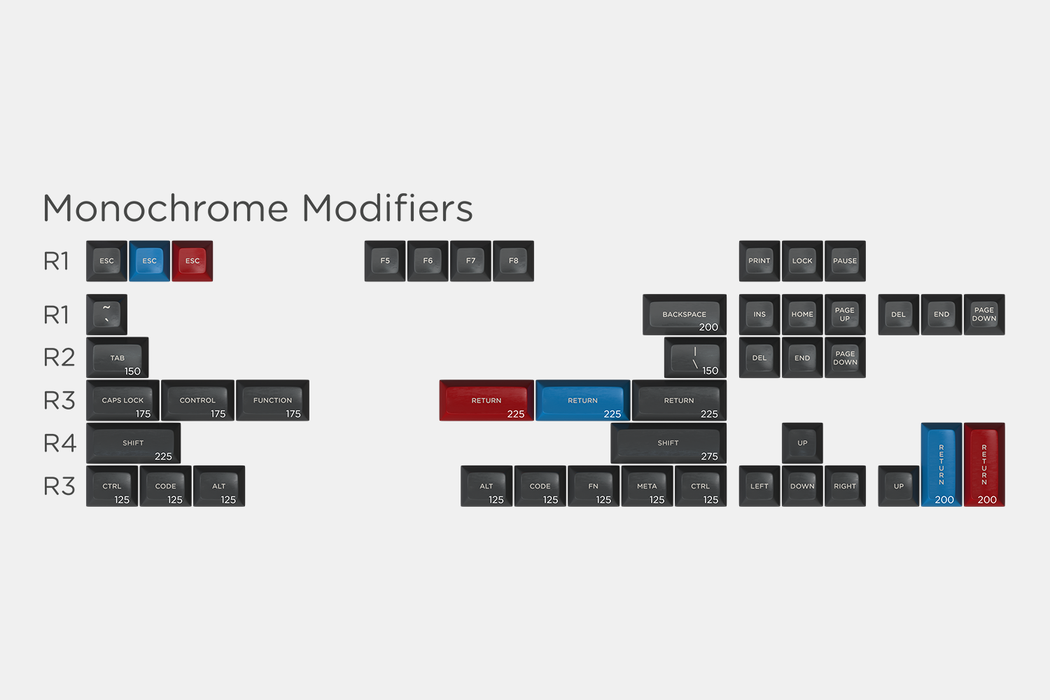 Monochrome Modifiers
R1 ESC ESC ESC F5 F6 F7 F8 PRINT LOCK PAUSE
R1 ~ ` BACKSPACE 200 INS HOME PAGE UP DEL END PAGE DOWN
R2 TAB 150 | \ 150 DEL END PAGE DOWN
R3 CAPS LOCK 175 CONTROL 175 FUNCTION 175 RETURN 225 RETURN 225 RETURN 225
R4 SHIFT 225 SHIFT 275 UP
R3 CTRL 125 CODE 125 ALT 125 ALT 125 CODE 125 FN 125 META 125 CTRL 125 LEFT DOWN RIGHT UP RETURN 200 RETURN 200